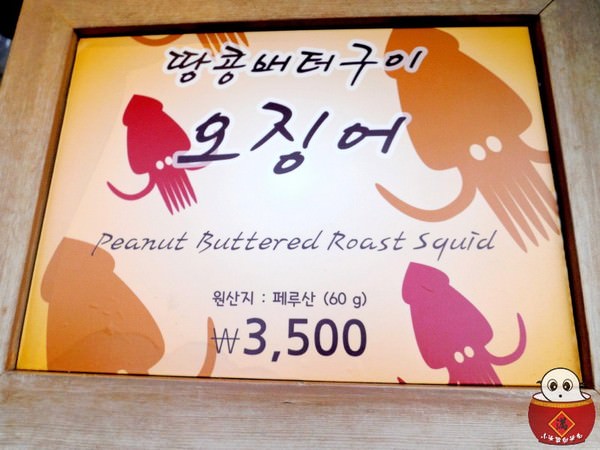 땅콩버터구이
오징어
Peanut Buttered Roast Squid
원산지 : 페루산 (60 g)
₩3,500
滿